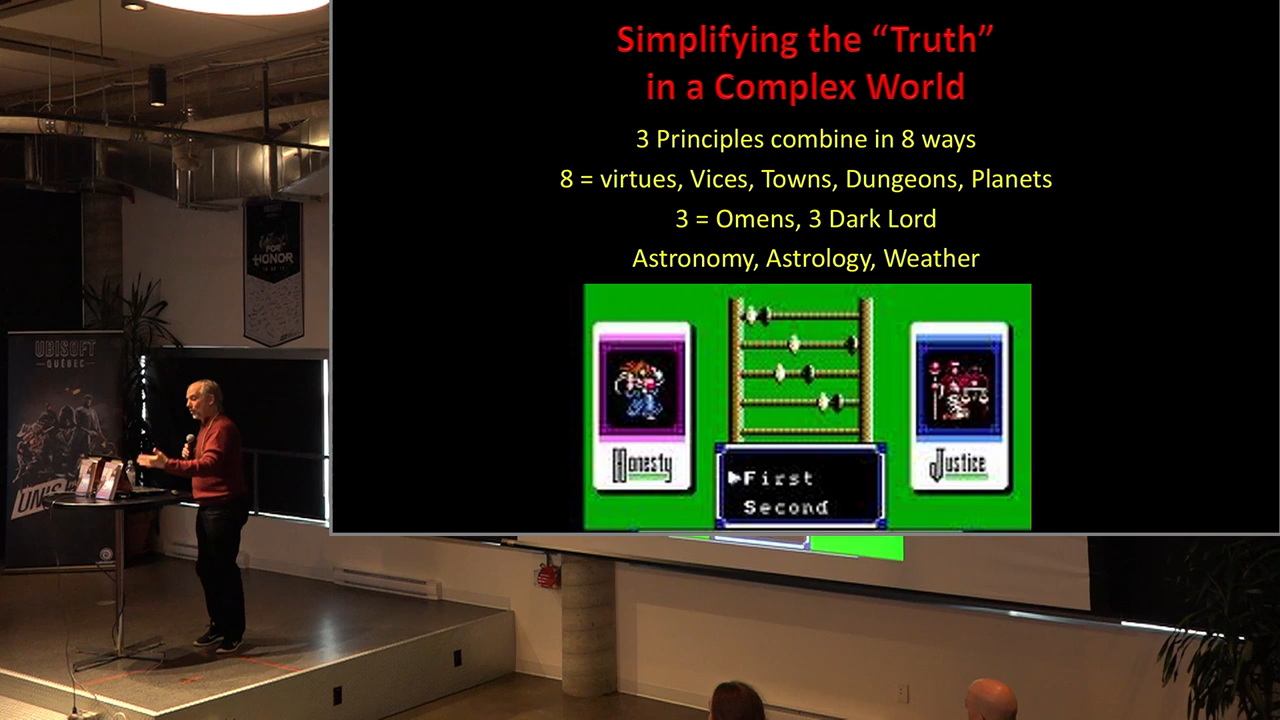 Simplifying the “Truth”
in a Complex World
3 Principles combine in 8 ways
8 = virtues, Vices, Towns, Dungeons, Planets
3 = Omens, 3 Dark Lord
Astronomy, Astrology, Weather
Honesty
Justice
First
Second
FOR
HONOR
UBISOFT
QUÉBEC